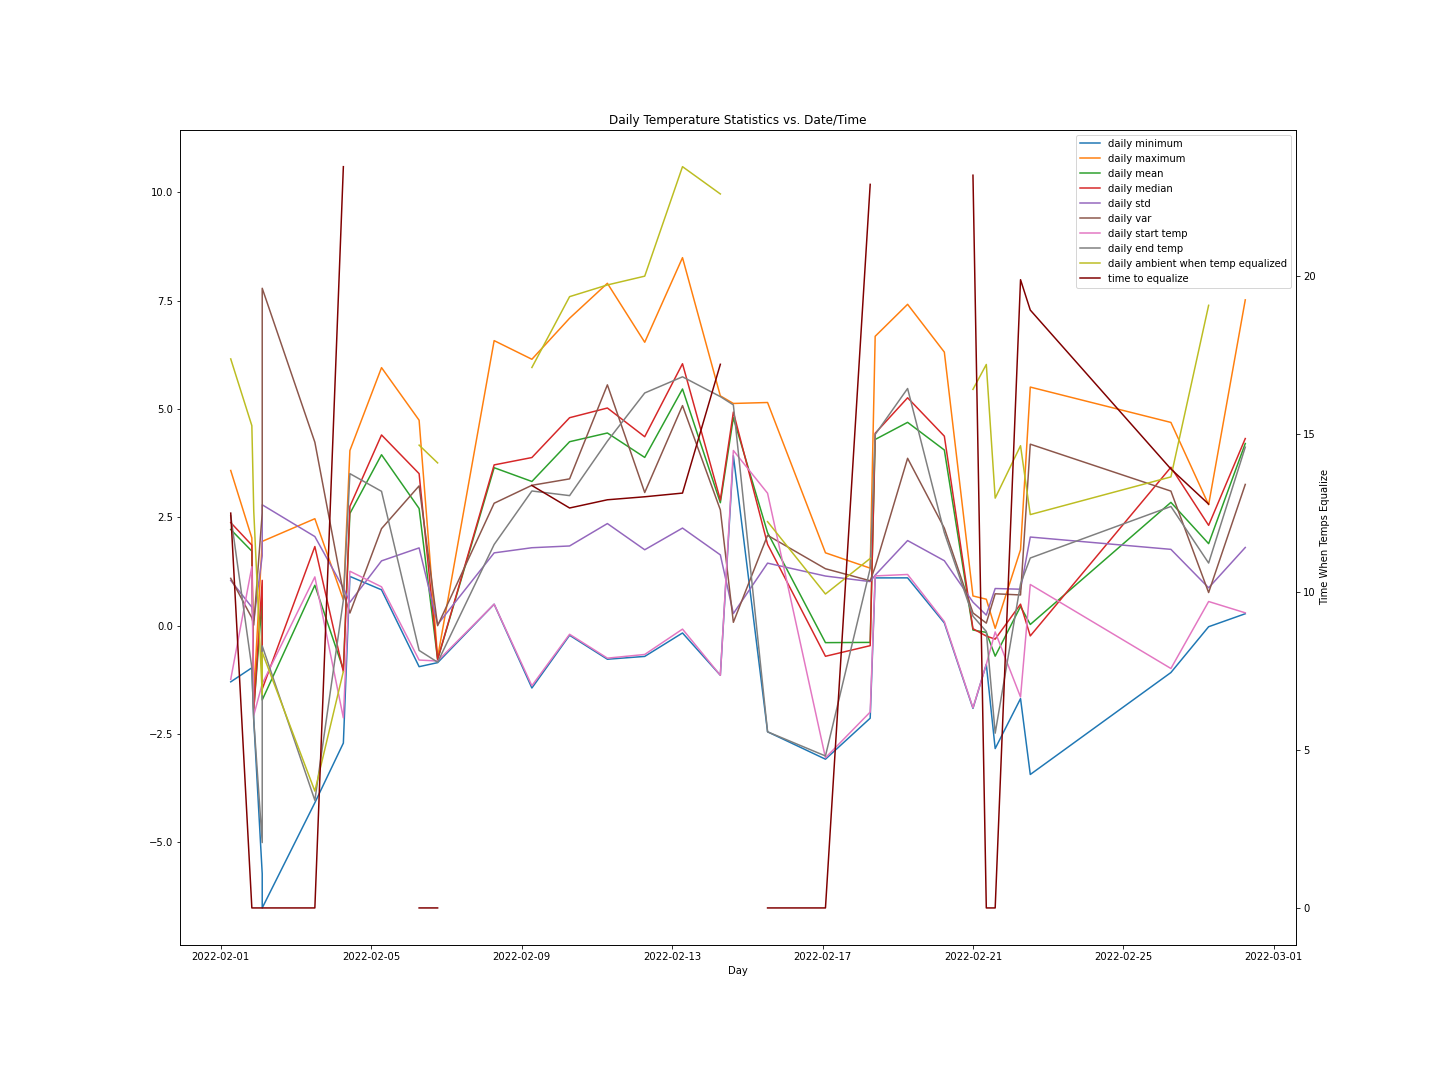 Daily Temperature Statistics vs. Date/Time
daily minimum
daily maximum
daily mean
daily median
daily std
daily var
daily start temp
daily end temp
daily ambient when temp equalized
time to equalize
10.0
7.5
5.0
2.5
0.0
−2.5
−5.0
20
15
10
5
0
Time When Temps Equalize
2022-02-01 2022-02-05 2022-02-09 2022-02-13 2022-02-17 2022-02-21 2022-02-25 2022-03-01
Day